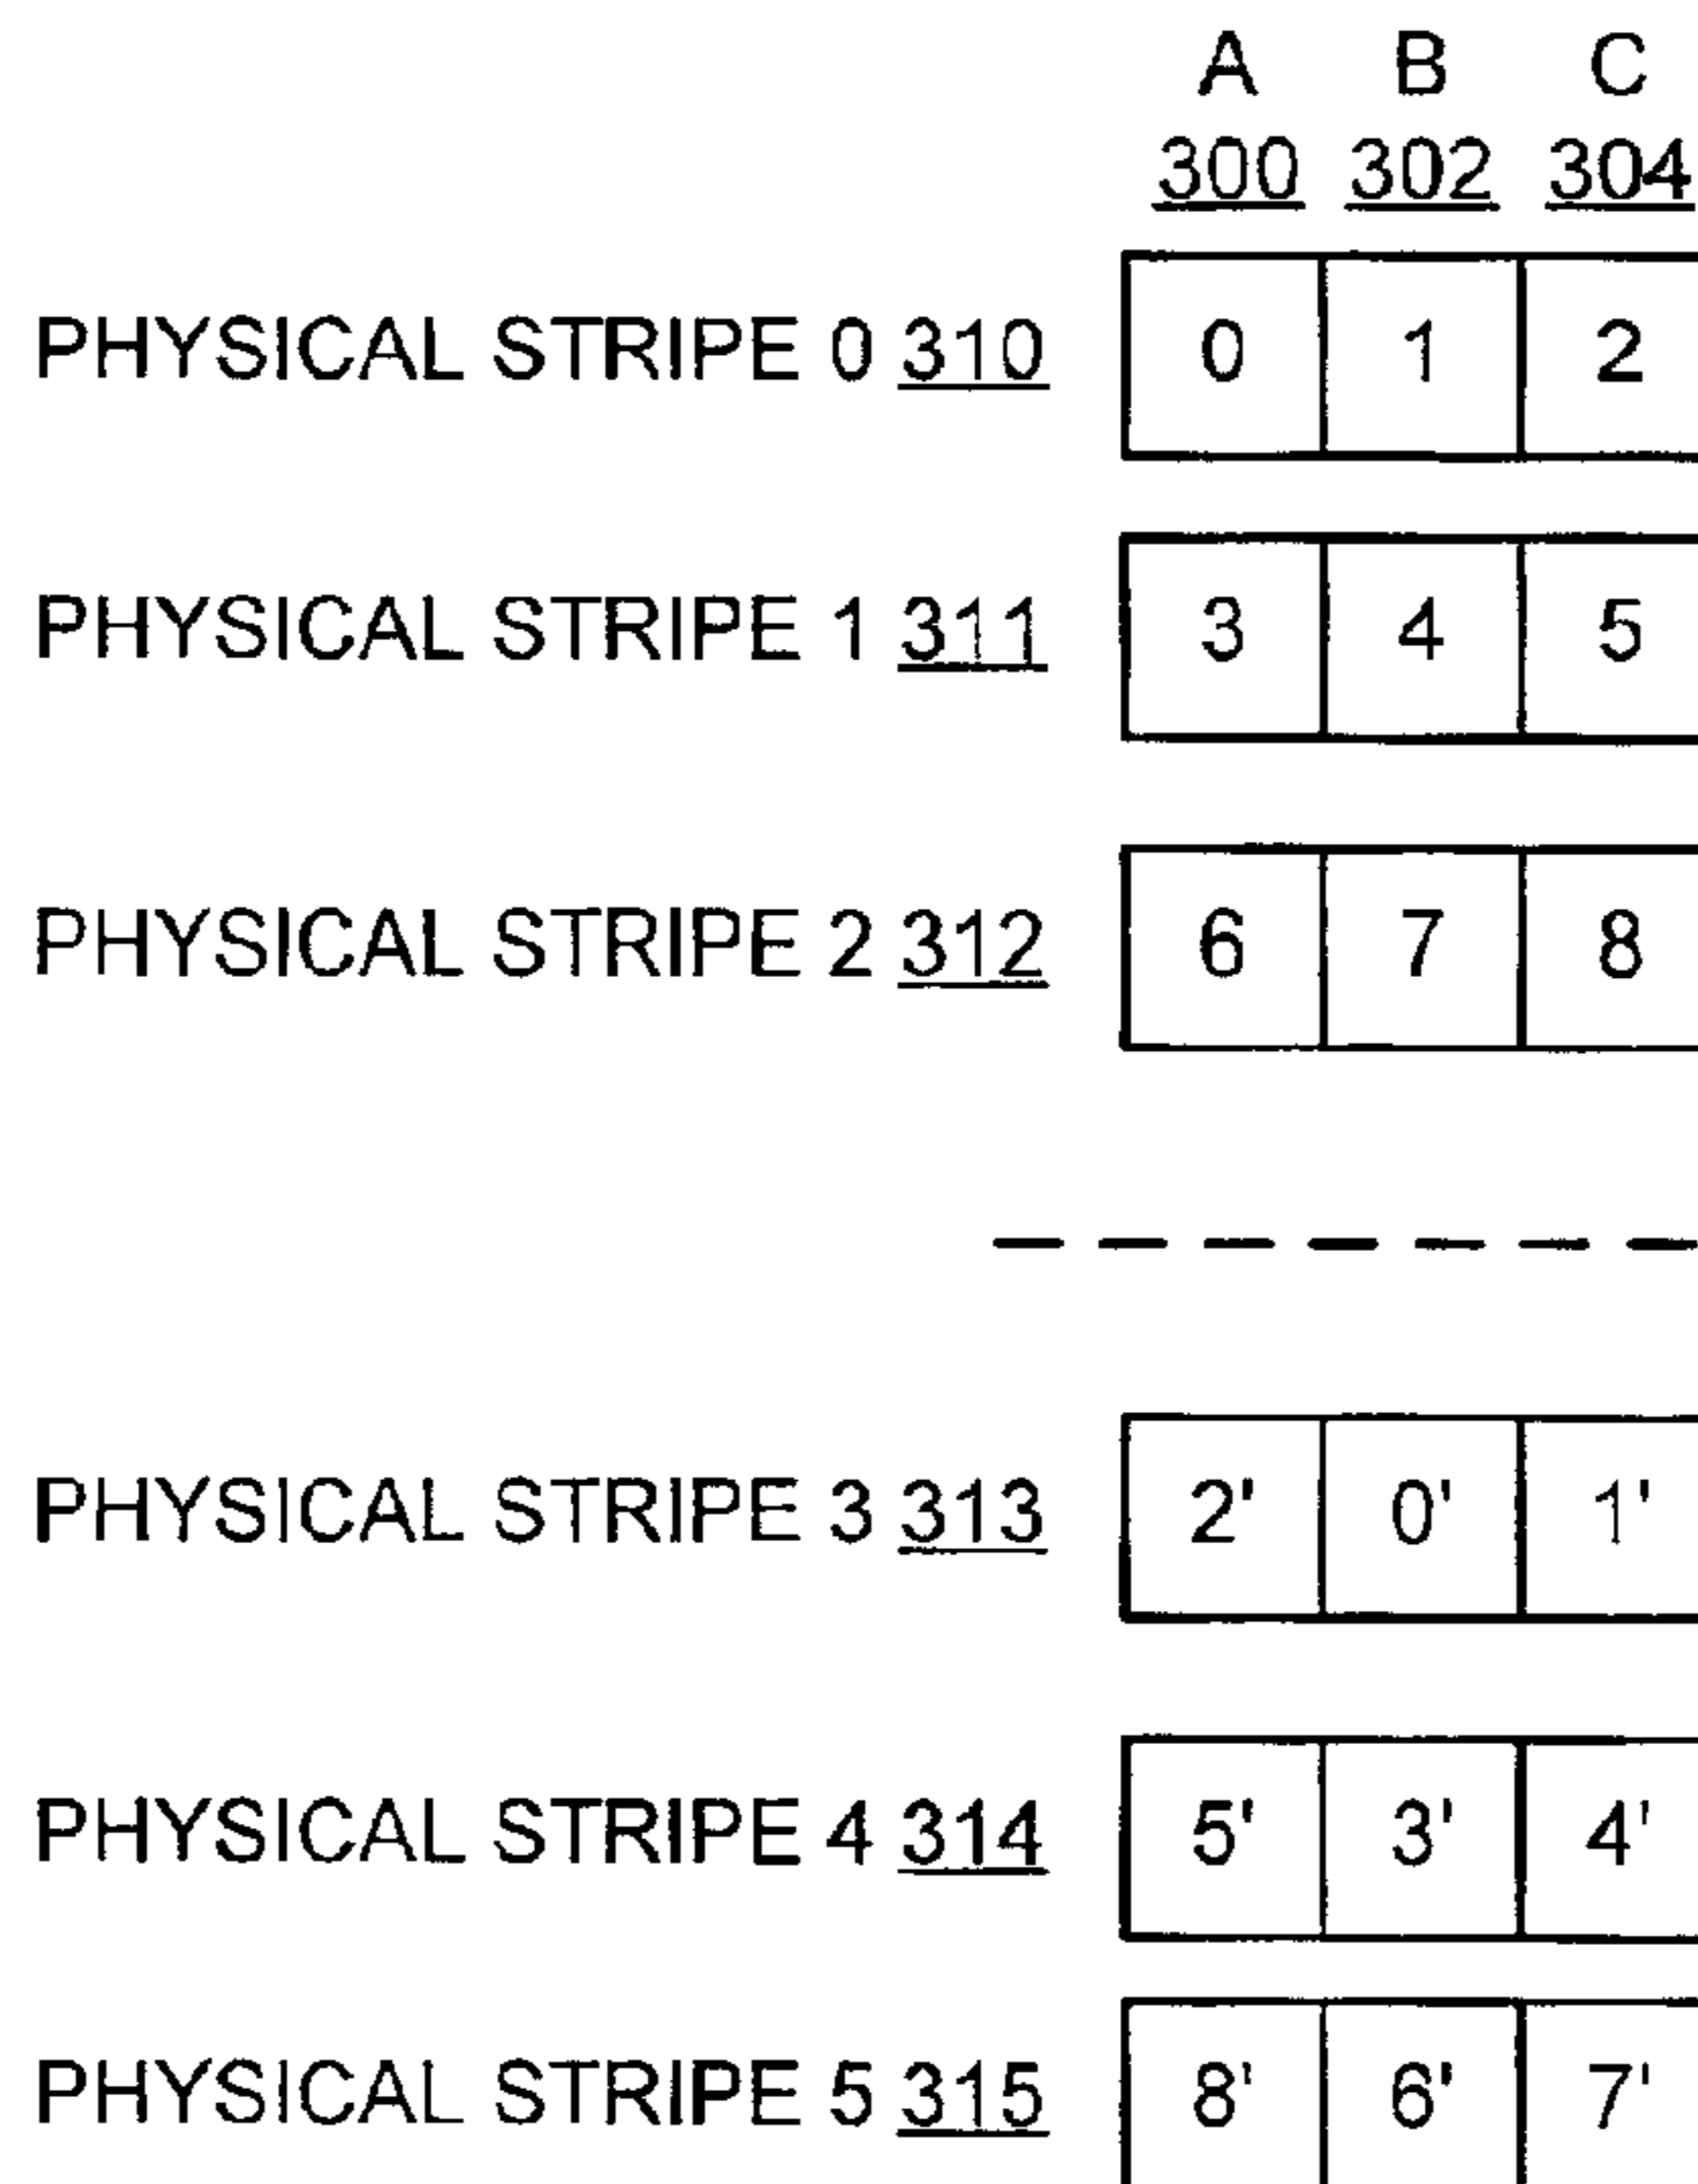 A B C
300 302 304
PHYSICAL STRIPE 0 310 0 1 2
PHYSICAL STRIPE 1 311 3 4 5
PHYSICAL STRIPE 2 312 6 7 8
PHYSICAL STRIPE 3 313 2' 0' 1'
PHYSICAL STRIPE 4 314 5' 3' 4'
PHYSICAL STRIPE 5 315 8' 6' 7'